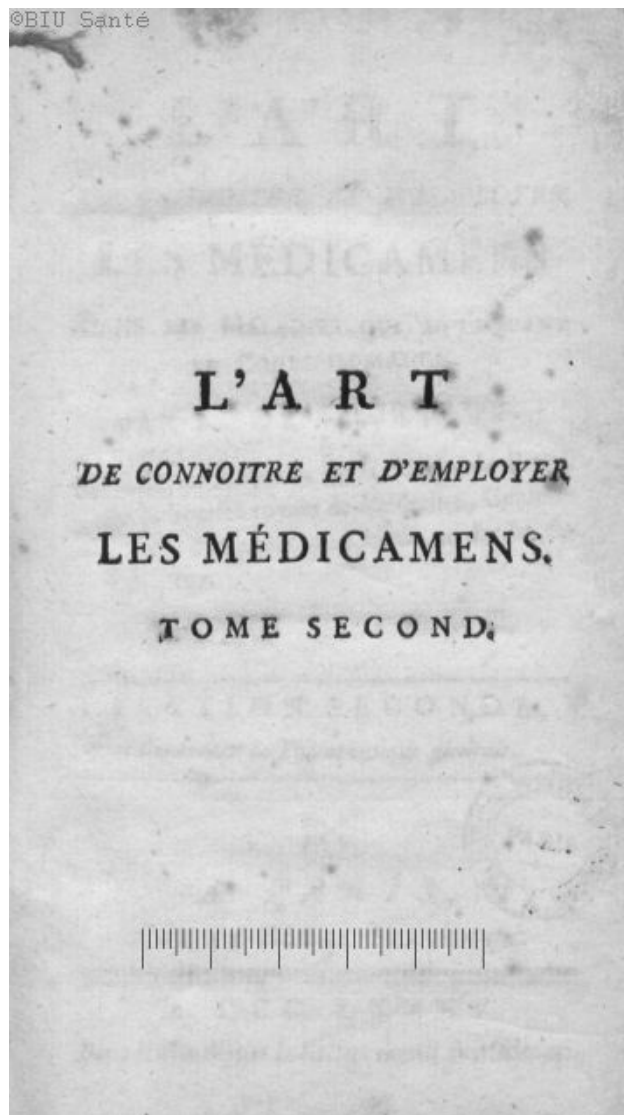 ©BIU Santé
L'ART
DE CONNOITRE ET D'EMPLOYER
LES MÉDICAMENS.
TOME SECOND.